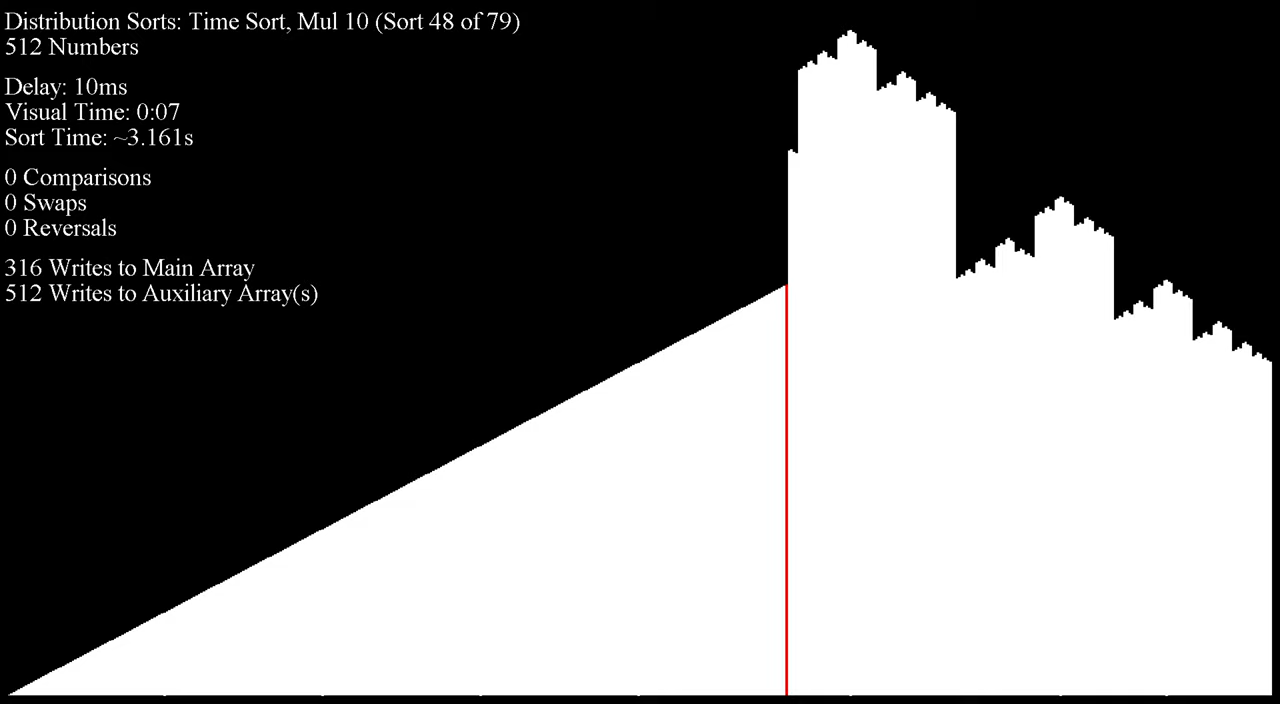 Distribution Sorts: Time Sort, Mul 10 (Sort 48 of 79)
512 Numbers
Delay: 10ms
Visual Time: 0:07
Sort Time: ~3.161s
0 Comparisons
0 Swaps
0 Reversals
316 Writes to Main Array
512 Writes to Auxiliary Array(s)